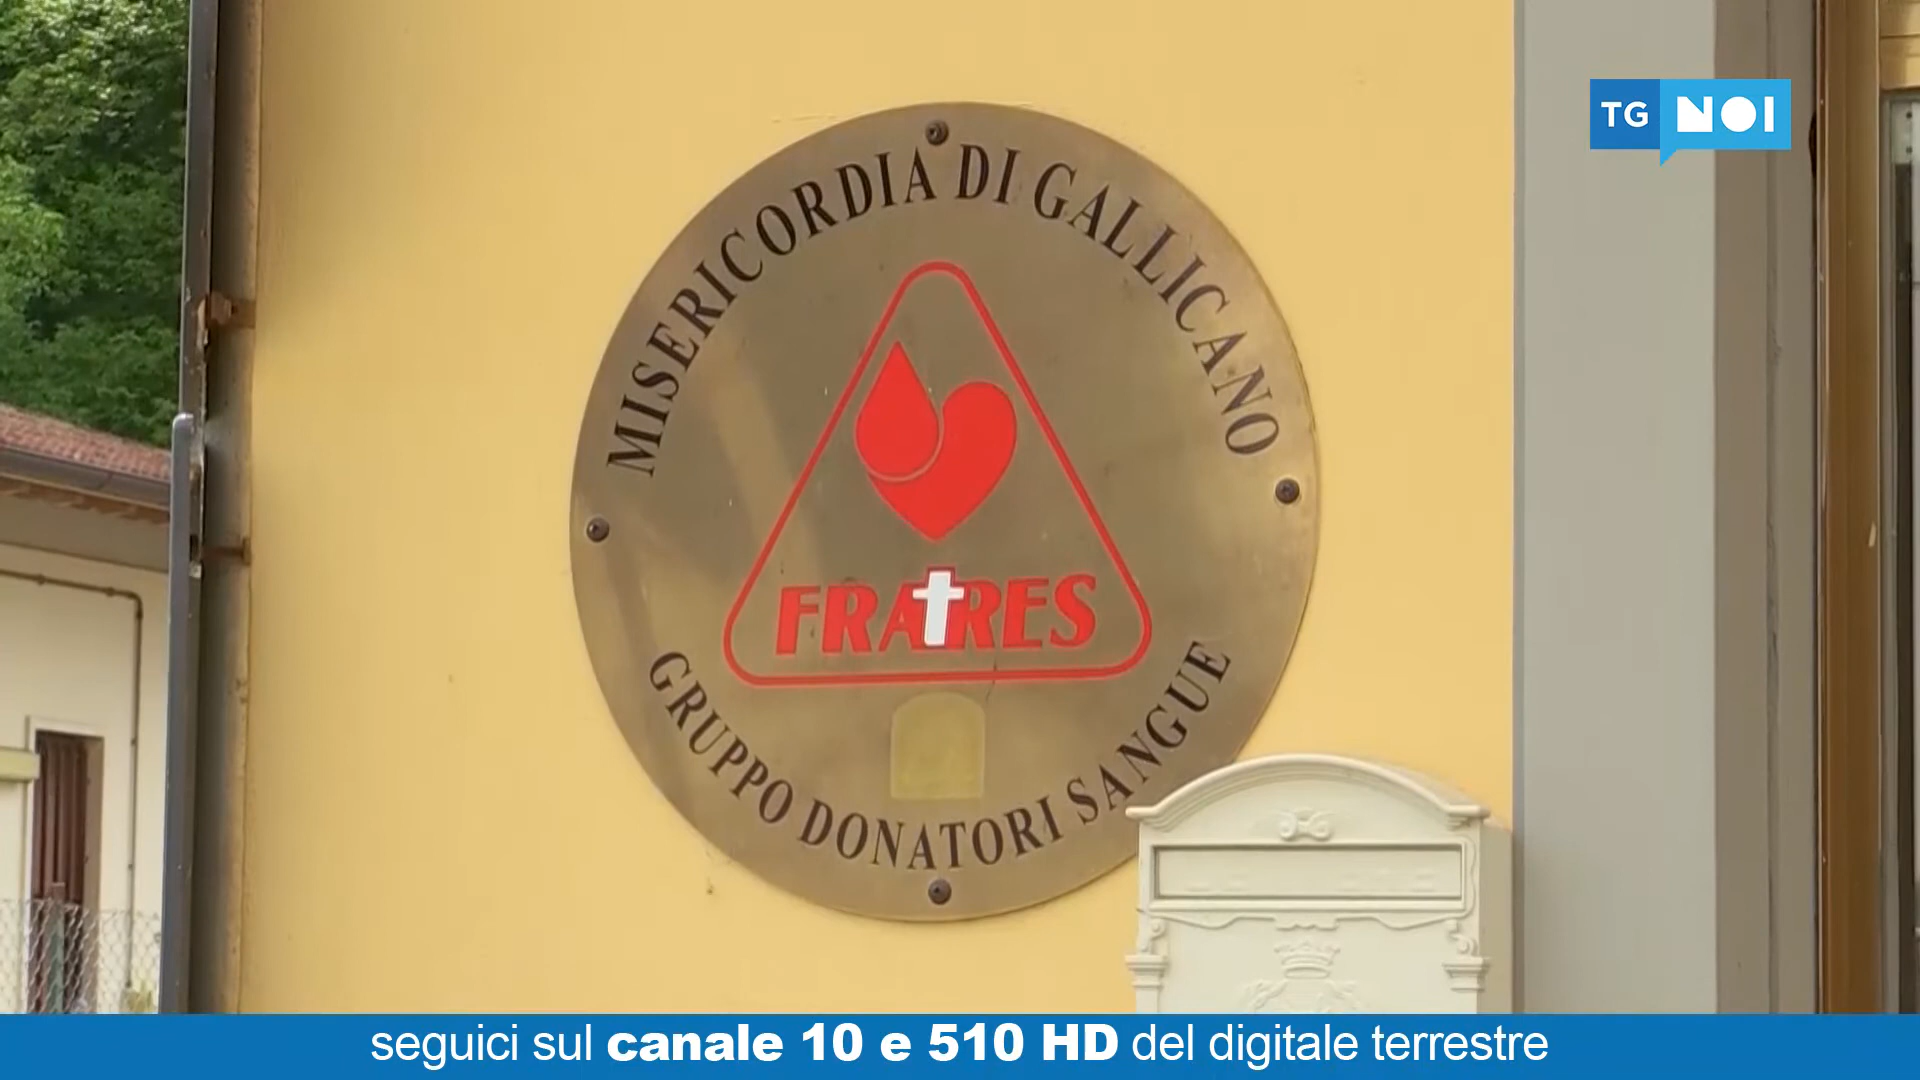 TG NOI
MISERICORDIA DI GALLICANO
FRATRES
GRUPPO DONATORI SANGUE
seguici sul canale 10 e 510 HD del digitale terrestre